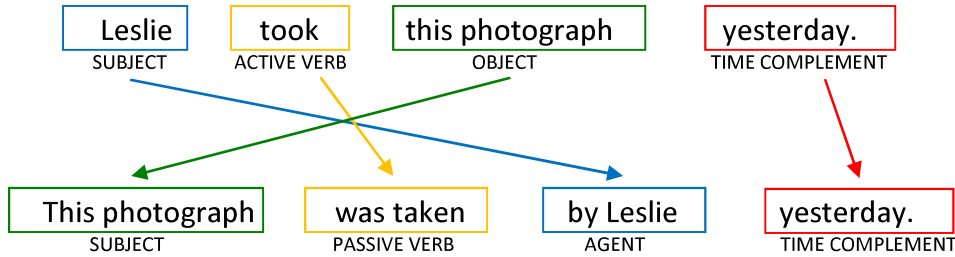 Leslie took this photograph yesterday.
SUBJECT ACTIVE VERB OBJECT TIME COMPLEMENT
This photograph was taken by Leslie yesterday.
SUBJECT PASSIVE VERB AGENT TIME COMPLEMENT